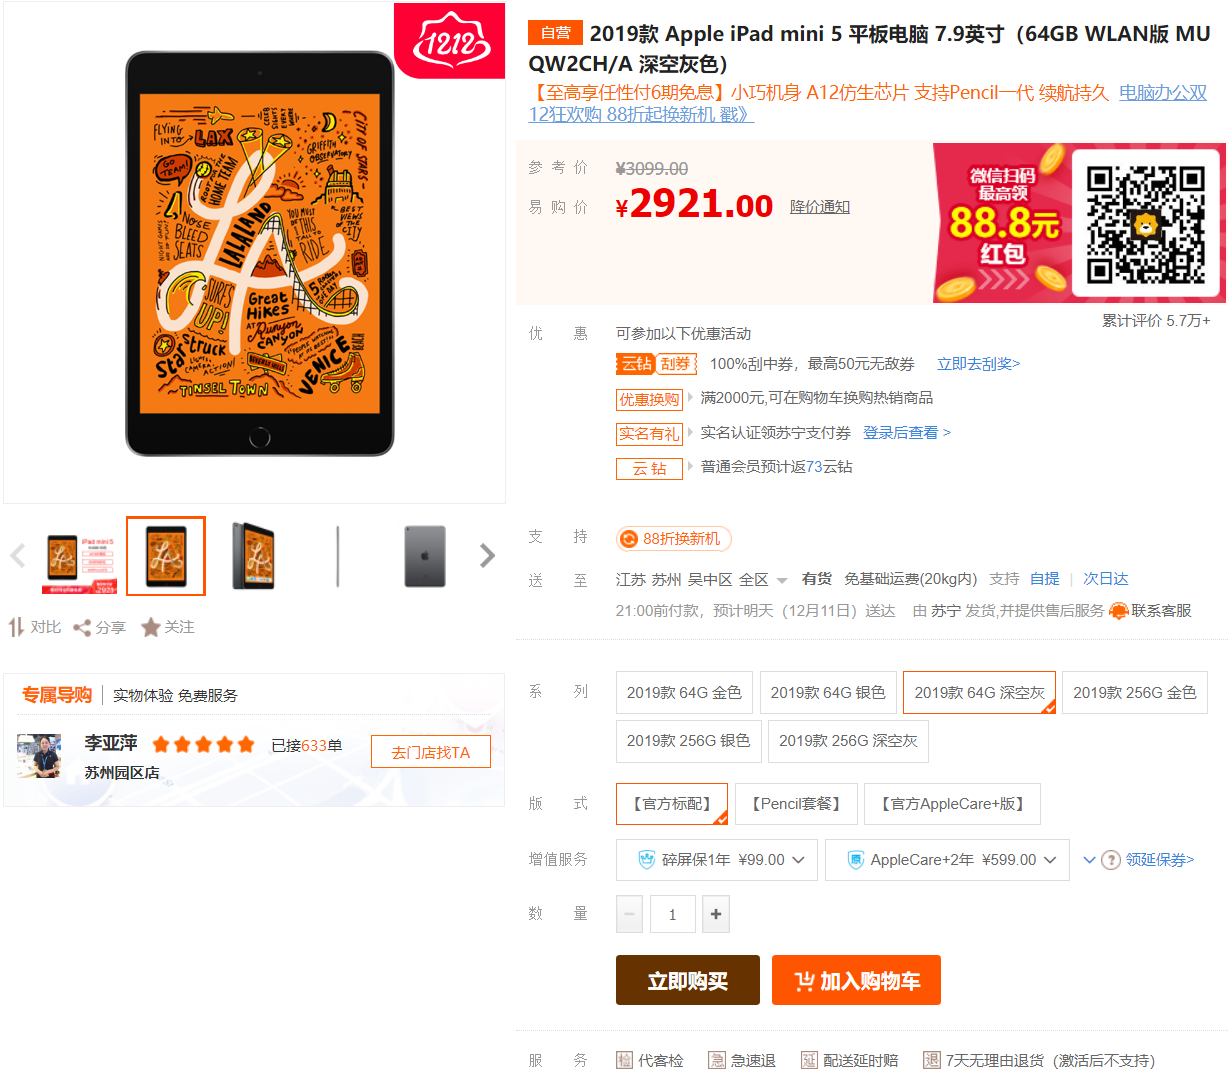 1212
自营 2019款 Apple iPad mini 5 平板电脑 7.9英寸（64GB WLAN版 MU
QW2CH/A 深空灰色）
【至高享任性付6期免息】小巧机身 A12仿生芯片 支持Pencil一代 续航持久 电脑办公双
12狂欢购 88折起换新机 戳》
参考价 ¥3099.00
易购价 ¥2921.00 降价通知
微信扫码
最高领
88.8元
红包
累计评价 5.7万+
优惠 可参加以下优惠活动
云钻 刮券 100%刮中券，最高50元无敌券 立即去刮奖>
优惠换购 满2000元,可在购物车换购热销商品
实名有礼 实名认证领苏宁支付券 登录后查看 >
云钻 普通会员预计返73云钻
支持 88折换新机
送至 江苏 苏州 吴中区 全区 有货 免基础运费(20kg内) 支持 自提 | 次日达
21:00前付款，预计明天（12月11日）送达 由 苏宁 发货,并提供售后服务 联系客服
系列 2019款 64G 金色 2019款 64G 银色 2019款 64G 深空灰 2019款 256G 金色
2019款 256G 银色 2019款 256G 深空灰
版式 【官方标配】 【Pencil套餐】 【官方AppleCare+版】
增值服务 碎屏保1年 ¥99.00 原 AppleCare+2年 ¥599.00 ? 领延保券>
数量 − 1 +
立即购买 加入购物车
服务 检 代客检 急 急速退 延 配送延时赔 退 7天无理由退货（激活后不支持）
FLYING
INTO LAX
CELEB
SIGHTS
EVERY
WHERE
CITY OF STARS
GRIFFITH
OBSERVATORY
GO
TEAM!
ROOT FOR THE
HOME TEAM
LALALAND
NOSE
BLEED
SEATS
YOU MUST
BE
THIS
TALL TO
RIDE
BEST
VIEWS
OF THE
CITY
SURF'S
UP!
Great
Hikes
AT Runyon
CANYON
Star Struck
LIGHTS
CAMERA
ACTION!
BEVERLY HILLS
VENICE
BEACH
TINSEL TOWN
iPad mini 5
对比 分享 关注
专属导购 | 实物体验 免费服务
李亚萍 已接633单 去门店找TA
苏州园区店